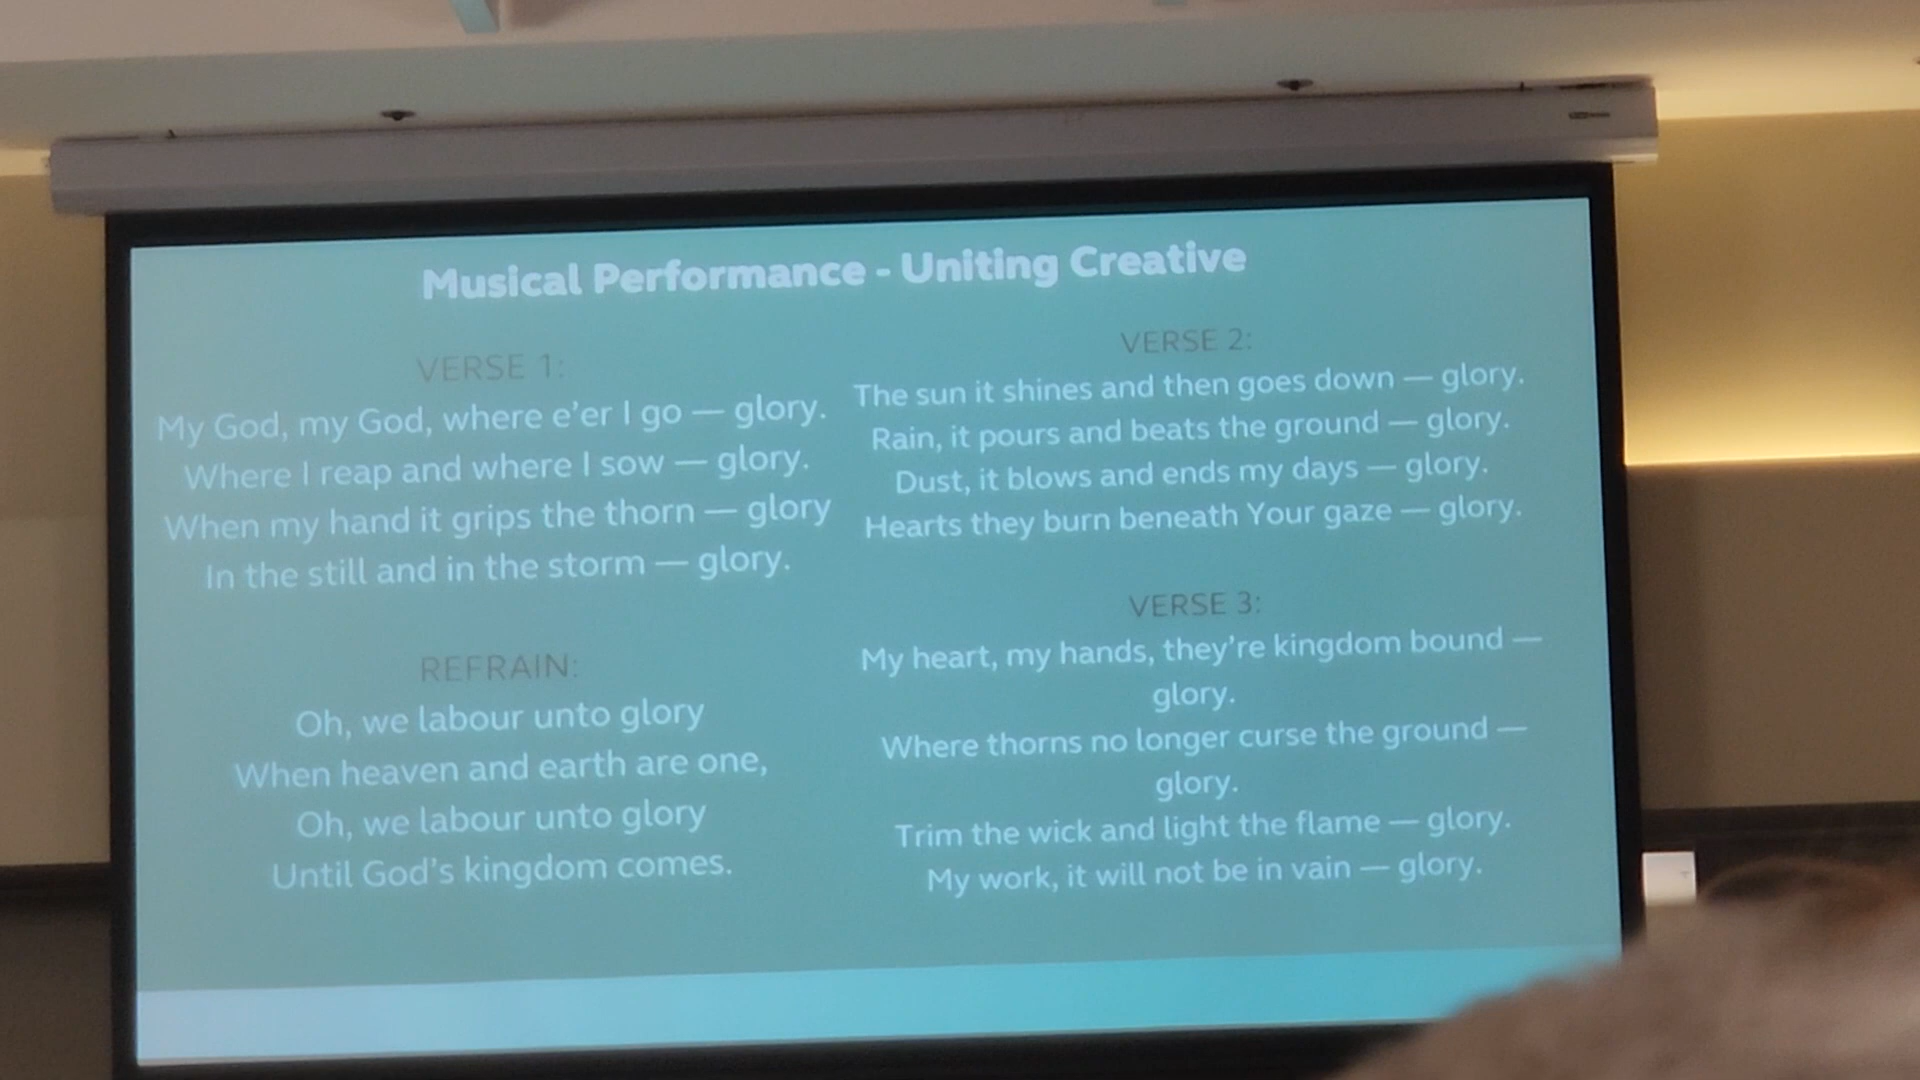 Musical Performance - Uniting Creative
VERSE 1:
My God, my God, where e'er I go — glory.
Where I reap and where I sow — glory.
When my hand it grips the thorn — glory
In the still and in the storm — glory.
REFRAIN:
Oh, we labour unto glory
When heaven and earth are one,
Oh, we labour unto glory
Until God's kingdom comes.
VERSE 2:
The sun it shines and then goes down — glory.
Rain, it pours and beats the ground — glory.
Dust, it blows and ends my days — glory.
Hearts they burn beneath Your gaze — glory.
VERSE 3:
My heart, my hands, they're kingdom bound —
glory.
Where thorns no longer curse the ground —
glory.
Trim the wick and light the flame — glory.
My work, it will not be in vain — glory.